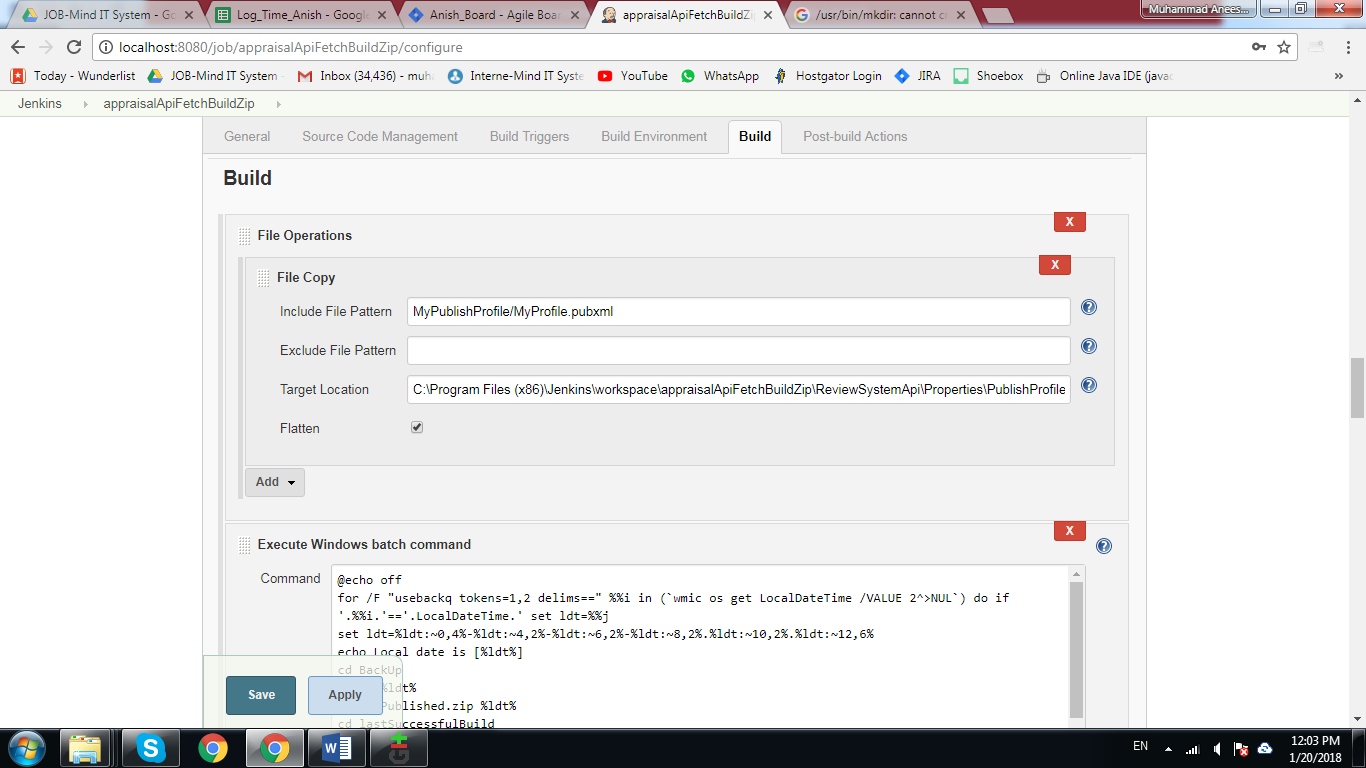 JOB-Mind IT System - Go
Log_Time_Anish - Google
Anish_Board - Agile Boar
appraisalApiFetchBuildZi
/usr/bin/mkdir: cannot c
Muhammad Anees...
localhost:8080/job/appraisalApiFetchBuildZip/configure
Today - Wunderlist
JOB-Mind IT System
Inbox (34,436) - muh
Interne-Mind IT Syste
YouTube
WhatsApp
Hostgator Login
JIRA
Shoebox
Online Java IDE (javac
»
Jenkins
appraisalApiFetchBuildZip
General
Source Code Management
Build Triggers
Build Environment
Build
Post-build Actions
Build
X
File Operations
X
File Copy
Include File Pattern
MyPublishProfile/MyProfile.pubxml
Exclude File Pattern
Target Location
C:\Program Files (x86)\Jenkins\workspace\appraisalApiFetchBuildZip\ReviewSystemApi\Properties\PublishProfile
Flatten
Add
X
Execute Windows batch command
Command
@echo off
for /F "usebackq tokens=1,2 delims==" %%i in (`wmic os get LocalDateTime /VALUE 2^>NUL`) do if
'.%%i.'=='.LocalDateTime.' set ldt=%%j
set ldt=%ldt:~0,4%-%ldt:~4,2%-%ldt:~6,2%-%ldt:~8,2%.%ldt:~10,2%.%ldt:~12,6%
echo Local date is [%ldt%]
cd BackUp
%ldt%
Published.zip %ldt%
cd lastSuccessfulBuild
Save
Apply
EN
12:03 PM
1/20/2018